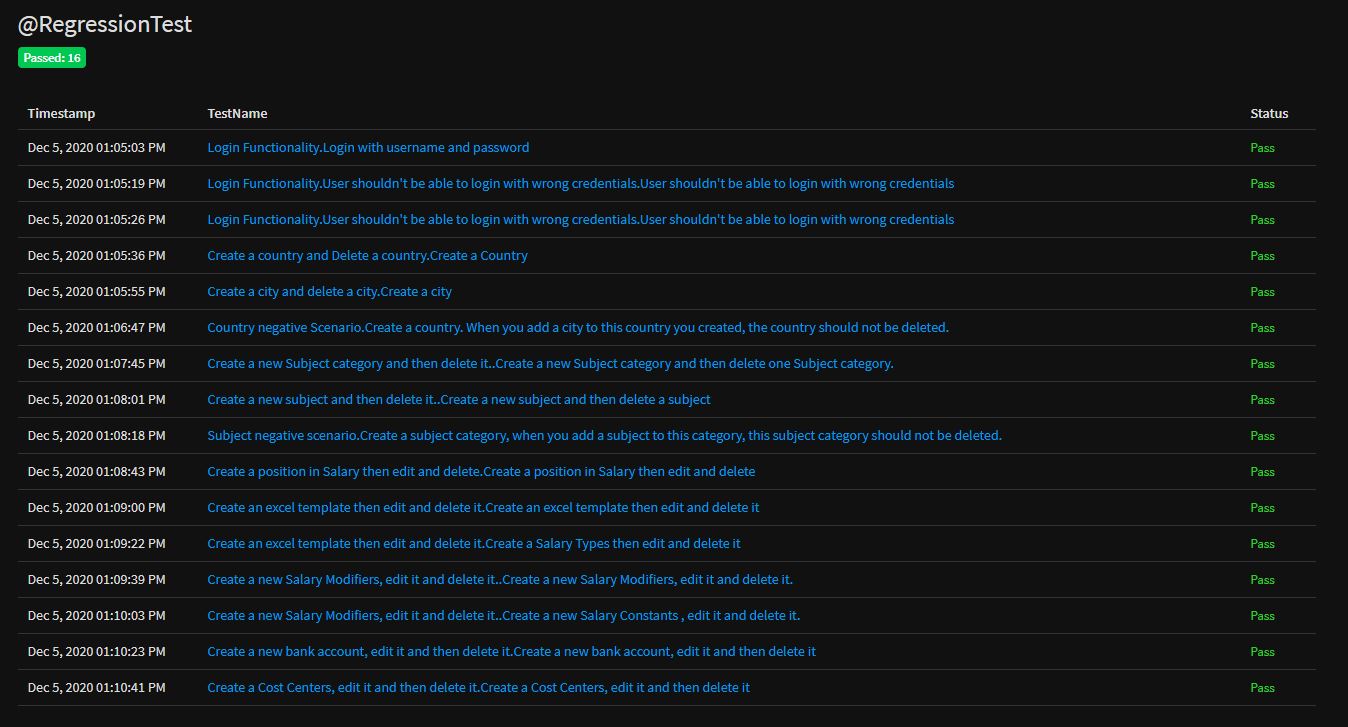 @RegressionTest
Passed: 16
Timestamp TestName Status
Dec 5, 2020 01:05:03 PM Login Functionality.Login with username and password Pass
Dec 5, 2020 01:05:19 PM Login Functionality.User shouldn't be able to login with wrong credentials.User shouldn't be able to login with wrong credentials Pass
Dec 5, 2020 01:05:26 PM Login Functionality.User shouldn't be able to login with wrong credentials.User shouldn't be able to login with wrong credentials Pass
Dec 5, 2020 01:05:36 PM Create a country and Delete a country.Create a Country Pass
Dec 5, 2020 01:05:55 PM Create a city and delete a city.Create a city Pass
Dec 5, 2020 01:06:47 PM Country negative Scenario.Create a country. When you add a city to this country you created, the country should not be deleted. Pass
Dec 5, 2020 01:07:45 PM Create a new Subject category and then delete it..Create a new Subject category and then delete one Subject category. Pass
Dec 5, 2020 01:08:01 PM Create a new subject and then delete it..Create a new subject and then delete a subject Pass
Dec 5, 2020 01:08:18 PM Subject negative scenario.Create a subject category, when you add a subject to this category, this subject category should not be deleted. Pass
Dec 5, 2020 01:08:43 PM Create a position in Salary then edit and delete.Create a position in Salary then edit and delete Pass
Dec 5, 2020 01:09:00 PM Create an excel template then edit and delete it.Create an excel template then edit and delete it Pass
Dec 5, 2020 01:09:22 PM Create an excel template then edit and delete it.Create a Salary Types then edit and delete it Pass
Dec 5, 2020 01:09:39 PM Create a new Salary Modifiers, edit it and delete it..Create a new Salary Modifiers, edit it and delete it. Pass
Dec 5, 2020 01:10:03 PM Create a new Salary Modifiers, edit it and delete it..Create a new Salary Constants , edit it and delete it. Pass
Dec 5, 2020 01:10:23 PM Create a new bank account, edit it and then delete it.Create a new bank account, edit it and then delete it Pass
Dec 5, 2020 01:10:41 PM Create a Cost Centers, edit it and then delete it.Create a Cost Centers, edit it and then delete it Pass